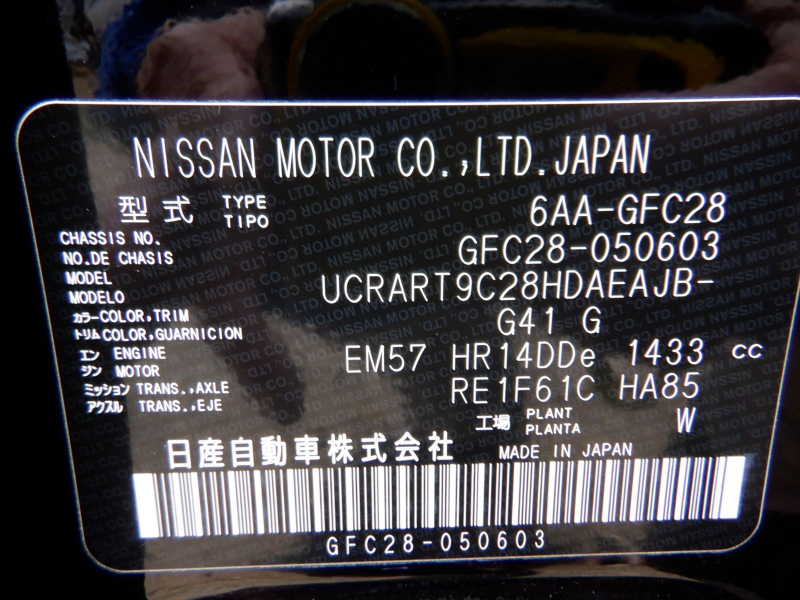 NISSAN MOTOR CO.,LTD.JAPAN
型式 TYPE TIPO 6AA-GFC28
CHASSIS NO.
NO.DE CHASIS GFC28-050603
MODEL
MODELO UCRART9C28HDAEAJB-
カラーCOLOR,TRIM
トリムCOLOR,GUARNICION G41 G
エン ENGINE
ジン MOTOR EM57 HR14DDe 1433 cc
ミッション TRANS.,AXLE
アクスル TRANS.,EJE RE1F61C HA85
工場 PLANT PLANTA W
日産自動車株式会社 MADE IN JAPAN
GFC28-050603